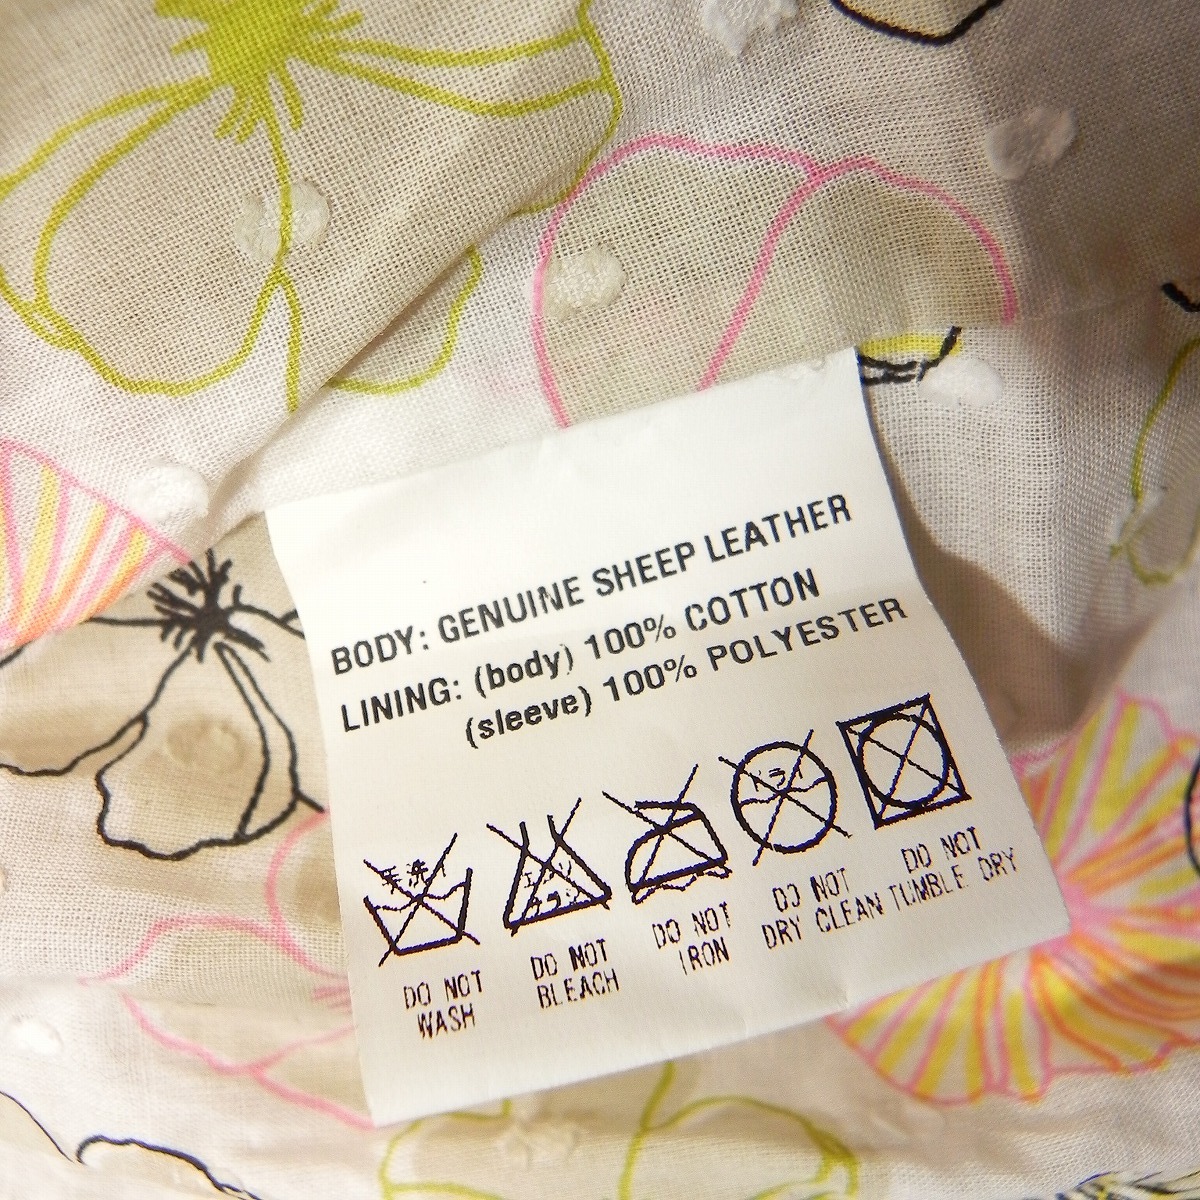 BODY: GENUINE SHEEP LEATHER
LINING: (body) 100% COTTON
(sleeve) 100% POLYESTER
手洗イ
エンソ
サラシ
ドライ
DO NOT
WASH
DO NOT
BLEACH
DO NOT
IRON
DO NOT
DRY CLEAN
DO NOT
TUMBLE DRY